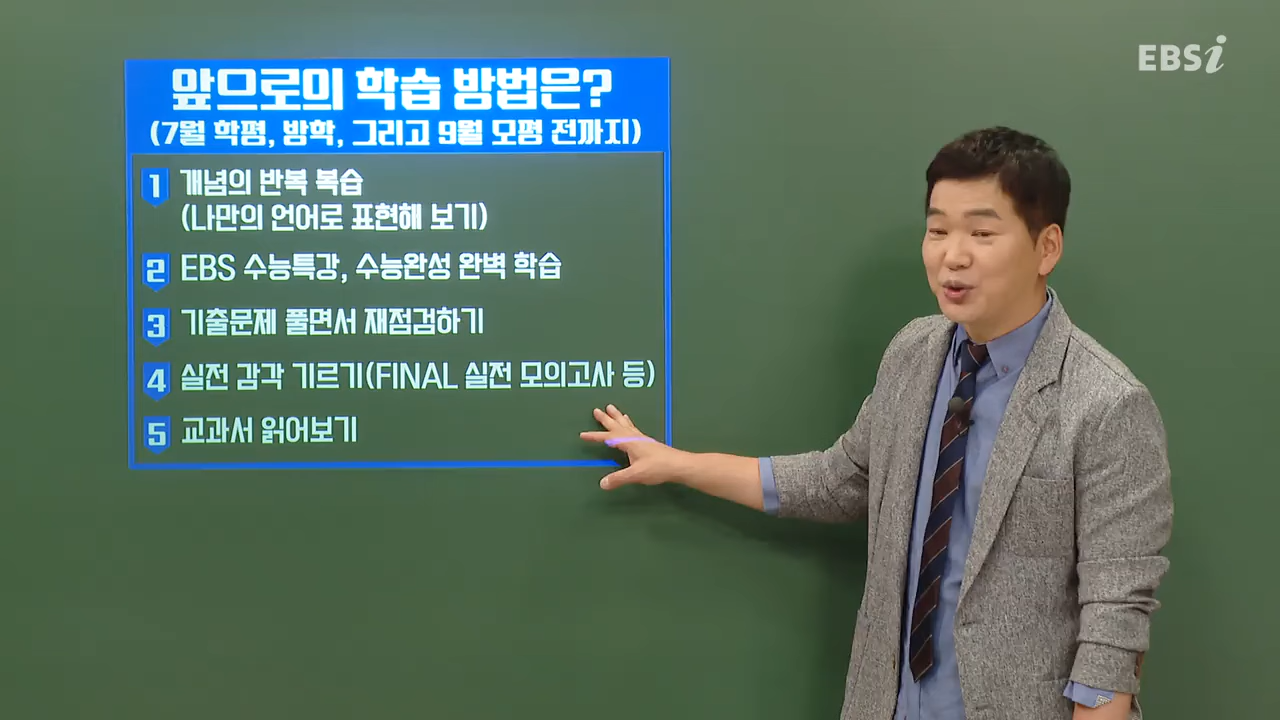 EBSi
앞으로의 학습 방법은?
(7월 학평, 방학, 그리고 9월 모평 전까지)
1 개념의 반복 복습
(나만의 언어로 표현해 보기)
2 EBS 수능특강, 수능완성 완벽 학습
3 기출문제 풀면서 재점검하기
4 실전 감각 기르기(FINAL 실전 모의고사 등)
5 교과서 읽어보기